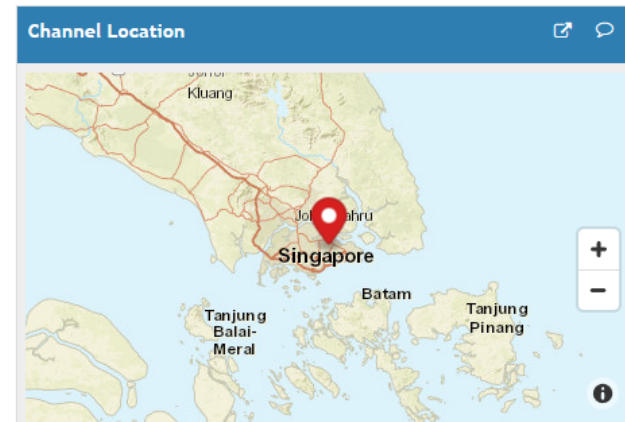 Channel Location
Kluang
Singapore
Batam
Tanjung
Balai-
Meral
Tanjung
Pinang